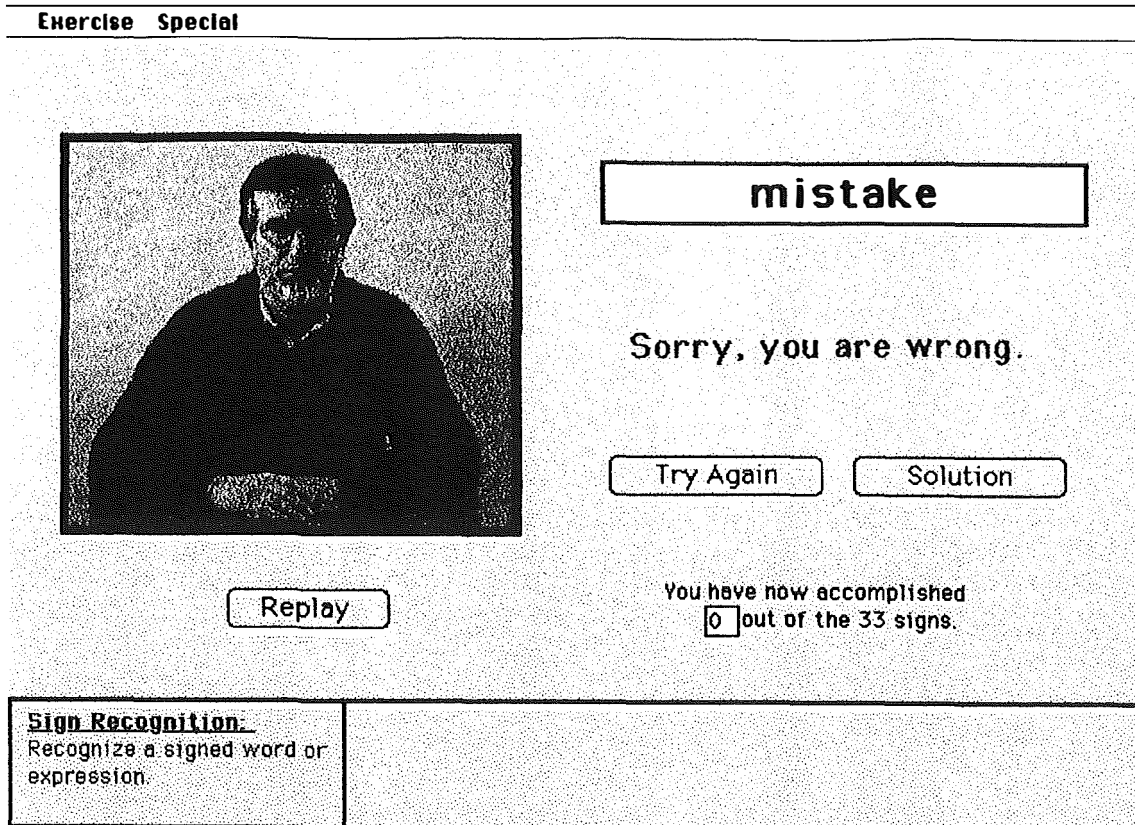 Exercise Special
mistake
Sorry, you are wrong.
Try Again Solution
Replay
You have now accomplished
0 out of the 33 signs.
Sign Recognition:
Recognize a signed word or
expression.